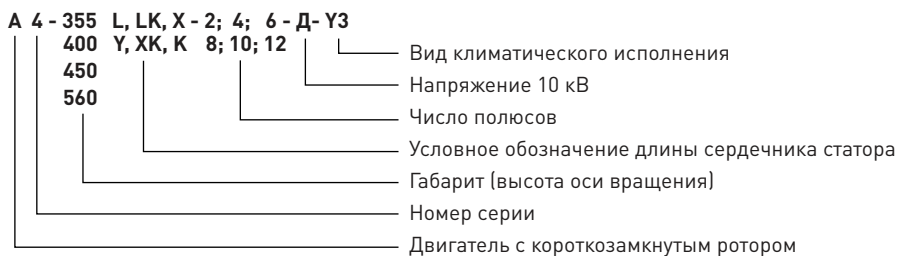 А 4 - 355 L, LK, X - 2; 4; 6 - Д- У3
400 Y, XK, K 8; 10; 12
450
560
Вид климатического исполнения
Напряжение 10 кВ
Число полюсов
Условное обозначение длины сердечника статора
Габарит (высота оси вращения)
Номер серии
Двигатель с короткозамкнутым ротором